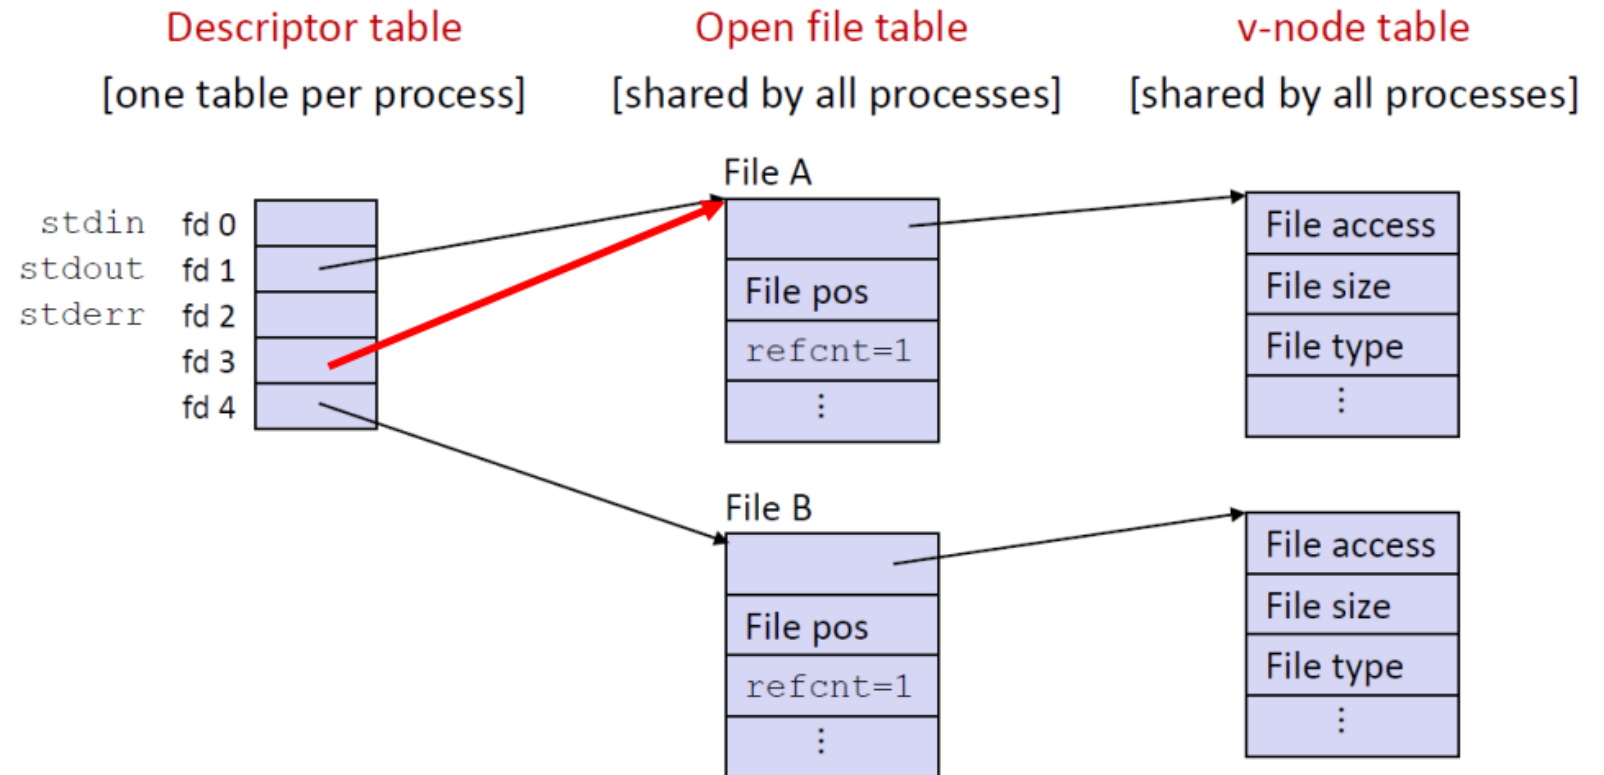 Descriptor table
[one table per process]
Open file table
[shared by all processes]
v-node table
[shared by all processes]
stdin fd 0
stdout fd 1
stderr fd 2
fd 3
fd 4
File A
File pos
refcnt=1
⋮
File access
File size
File type
⋮
File B
File pos
refcnt=1
⋮
File access
File size
File type
⋮